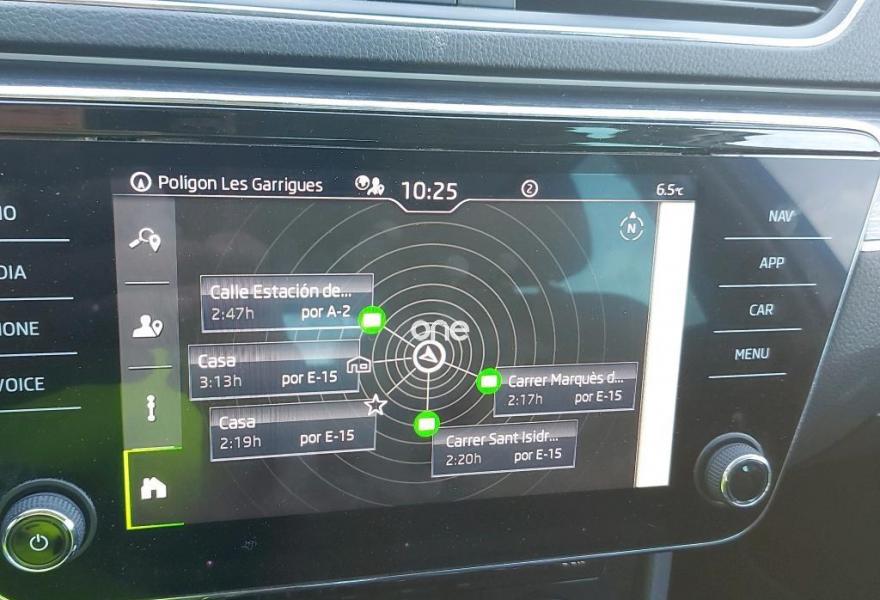 Polígon Les Garrigues
10:25
2
6.5°C
N
Calle Estación de...
2:47h por A-2
one
Casa
3:13h por E-15
Carrer Marquès d...
2:17h por E-15
Casa
2:19h por E-15
Carrer Sant Isidr...
2:20h por E-15
IO
DIA
HONE
VOICE
NAV
APP
CAR
MENU